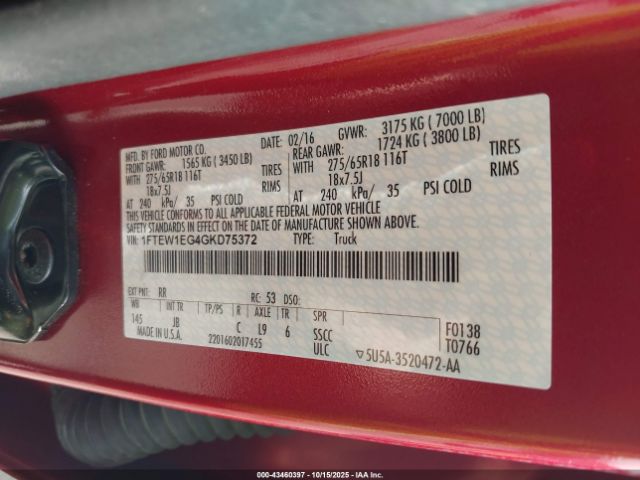 MFD. BY FORD MOTOR CO. DATE: 02/16 GVWR: 3175 KG ( 7000 LB)
FRONT GAWR: 1565 KG ( 3450 LB) REAR GAWR: 1724 KG ( 3800 LB)
WITH 275/65R18 116T TIRES WITH 275/65R18 116T TIRES
18x7.5J RIMS 18x7.5J RIMS
AT 240 kPa/ 35 PSI COLD AT 240 kPa/ 35 PSI COLD
THIS VEHICLE CONFORMS TO ALL APPLICABLE FEDERAL MOTOR VEHICLE
SAFETY STANDARDS IN EFFECT ON THE DATE OF MANUFACTURE SHOWN ABOVE.
VIN: 1FTEW1EG4GKD75372 TYPE: Truck
EXT PNT: RR RC: 53 DSO:
WB INT TR TP/PS R AXLE TR SPR
145 JB C L9 6 SSCC F0138
MADE IN U.S.A. 2201602017455 ULC T0766
▽5U5A-3520472-AA
000-43460397 - 10/15/2025 - IAA Inc.